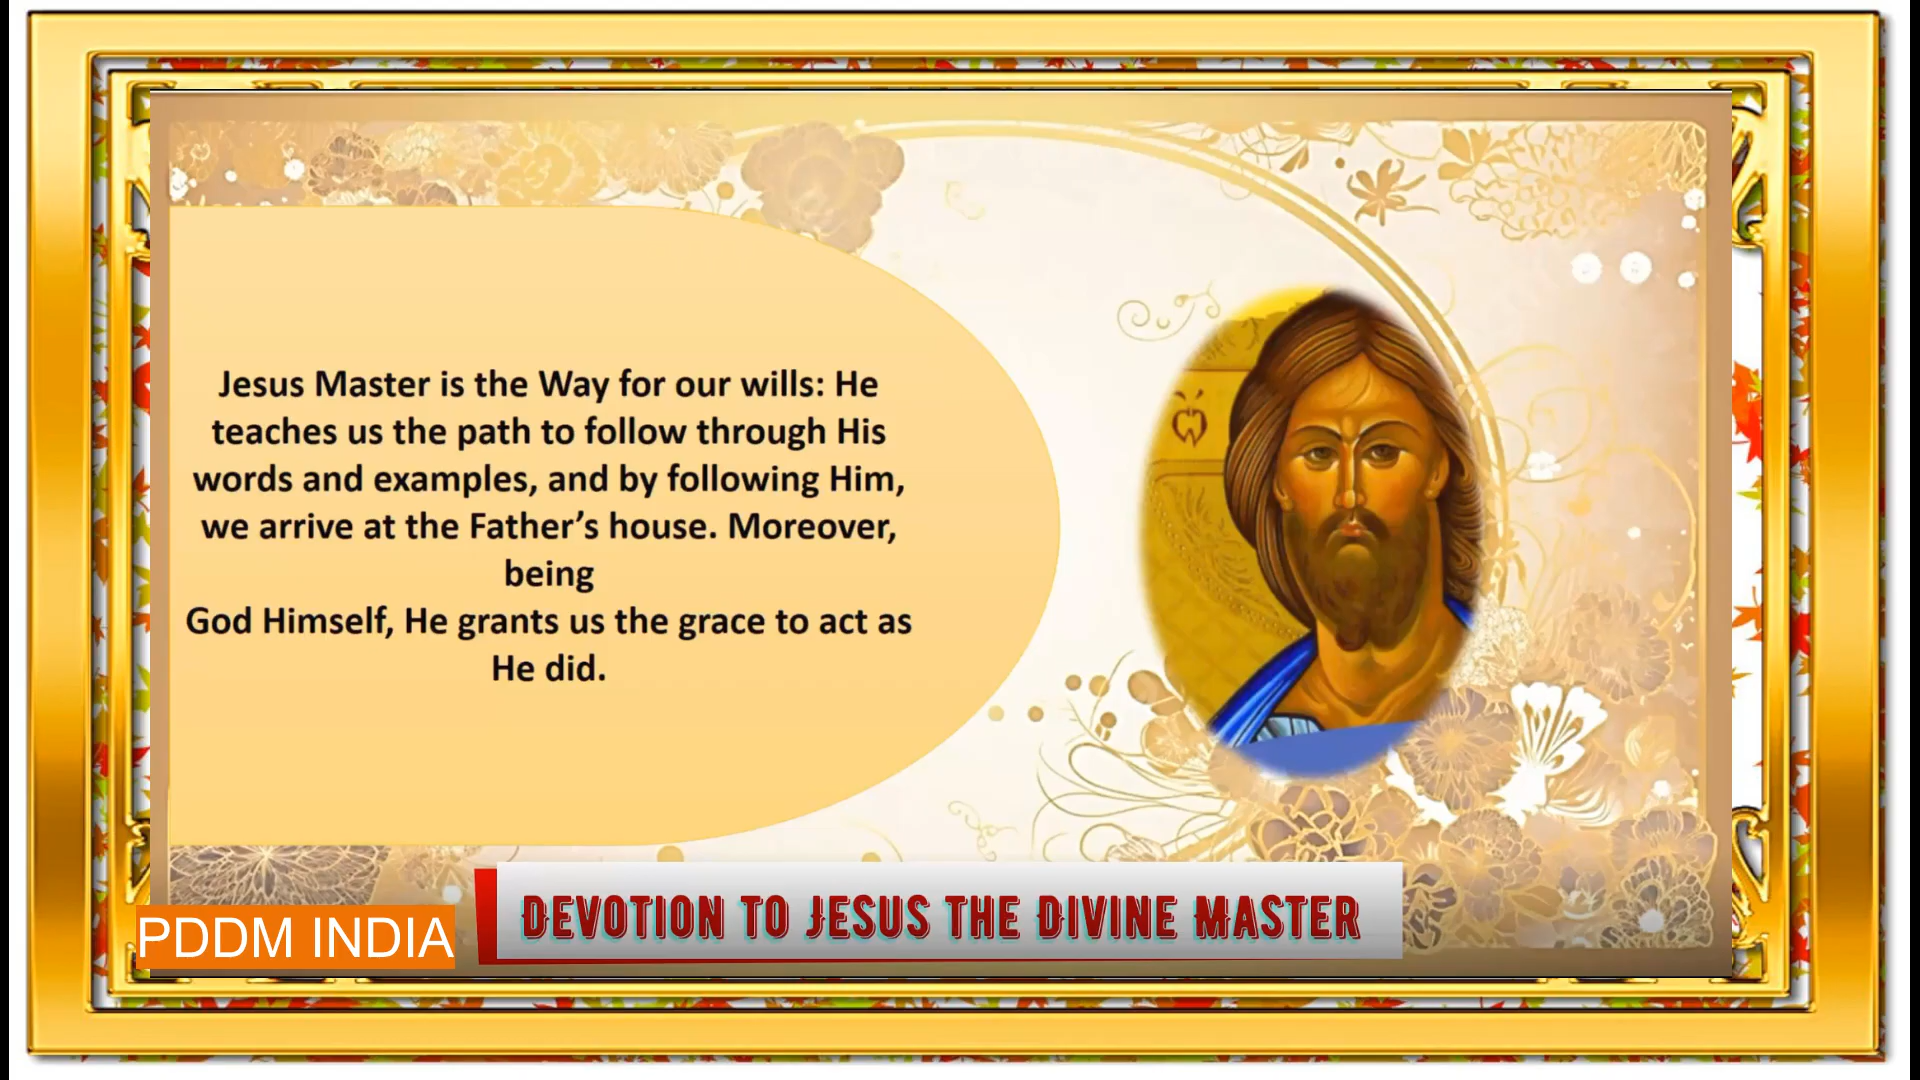 Jesus Master is the Way for our wills: He
teaches us the path to follow through His
words and examples, and by following Him,
we arrive at the Father’s house. Moreover,
being
God Himself, He grants us the grace to act as
He did.
PDDM INDIA
DEVOTION TO JESUS THE DIVINE MASTER